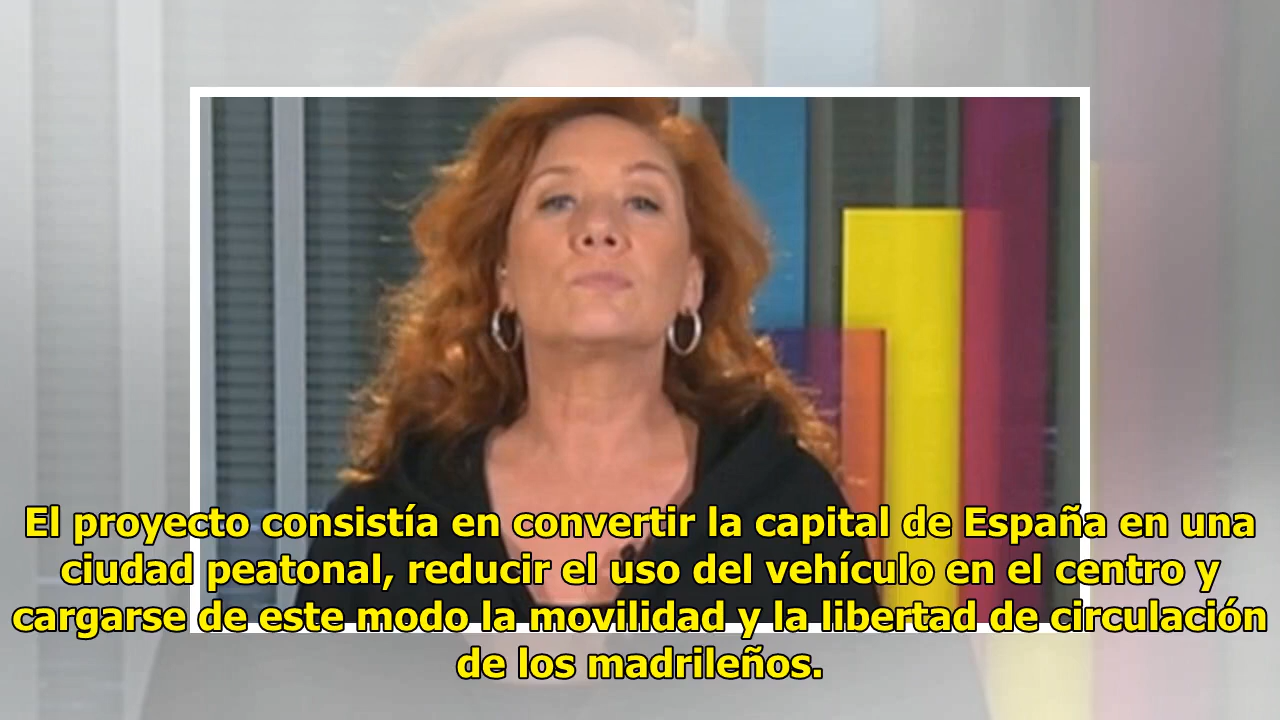 El proyecto consistía en convertir la capital de España en una
ciudad peatonal, reducir el uso del vehículo en el centro y
cargarse de este modo la movilidad y la libertad de circulación
de los madrileños.